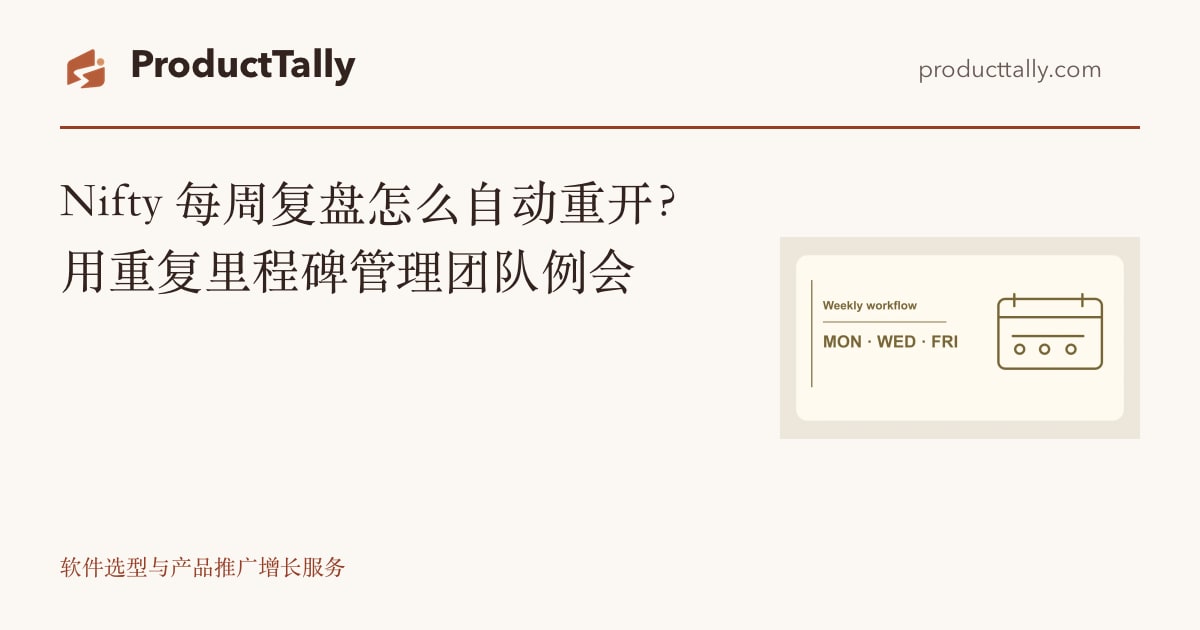 ProductTally
producttally.com
Nifty 每周复盘怎么自动重开?
用重复里程碑管理团队例会
Weekly workflow
MON · WED · FRI
软件选型与产品推广增长服务